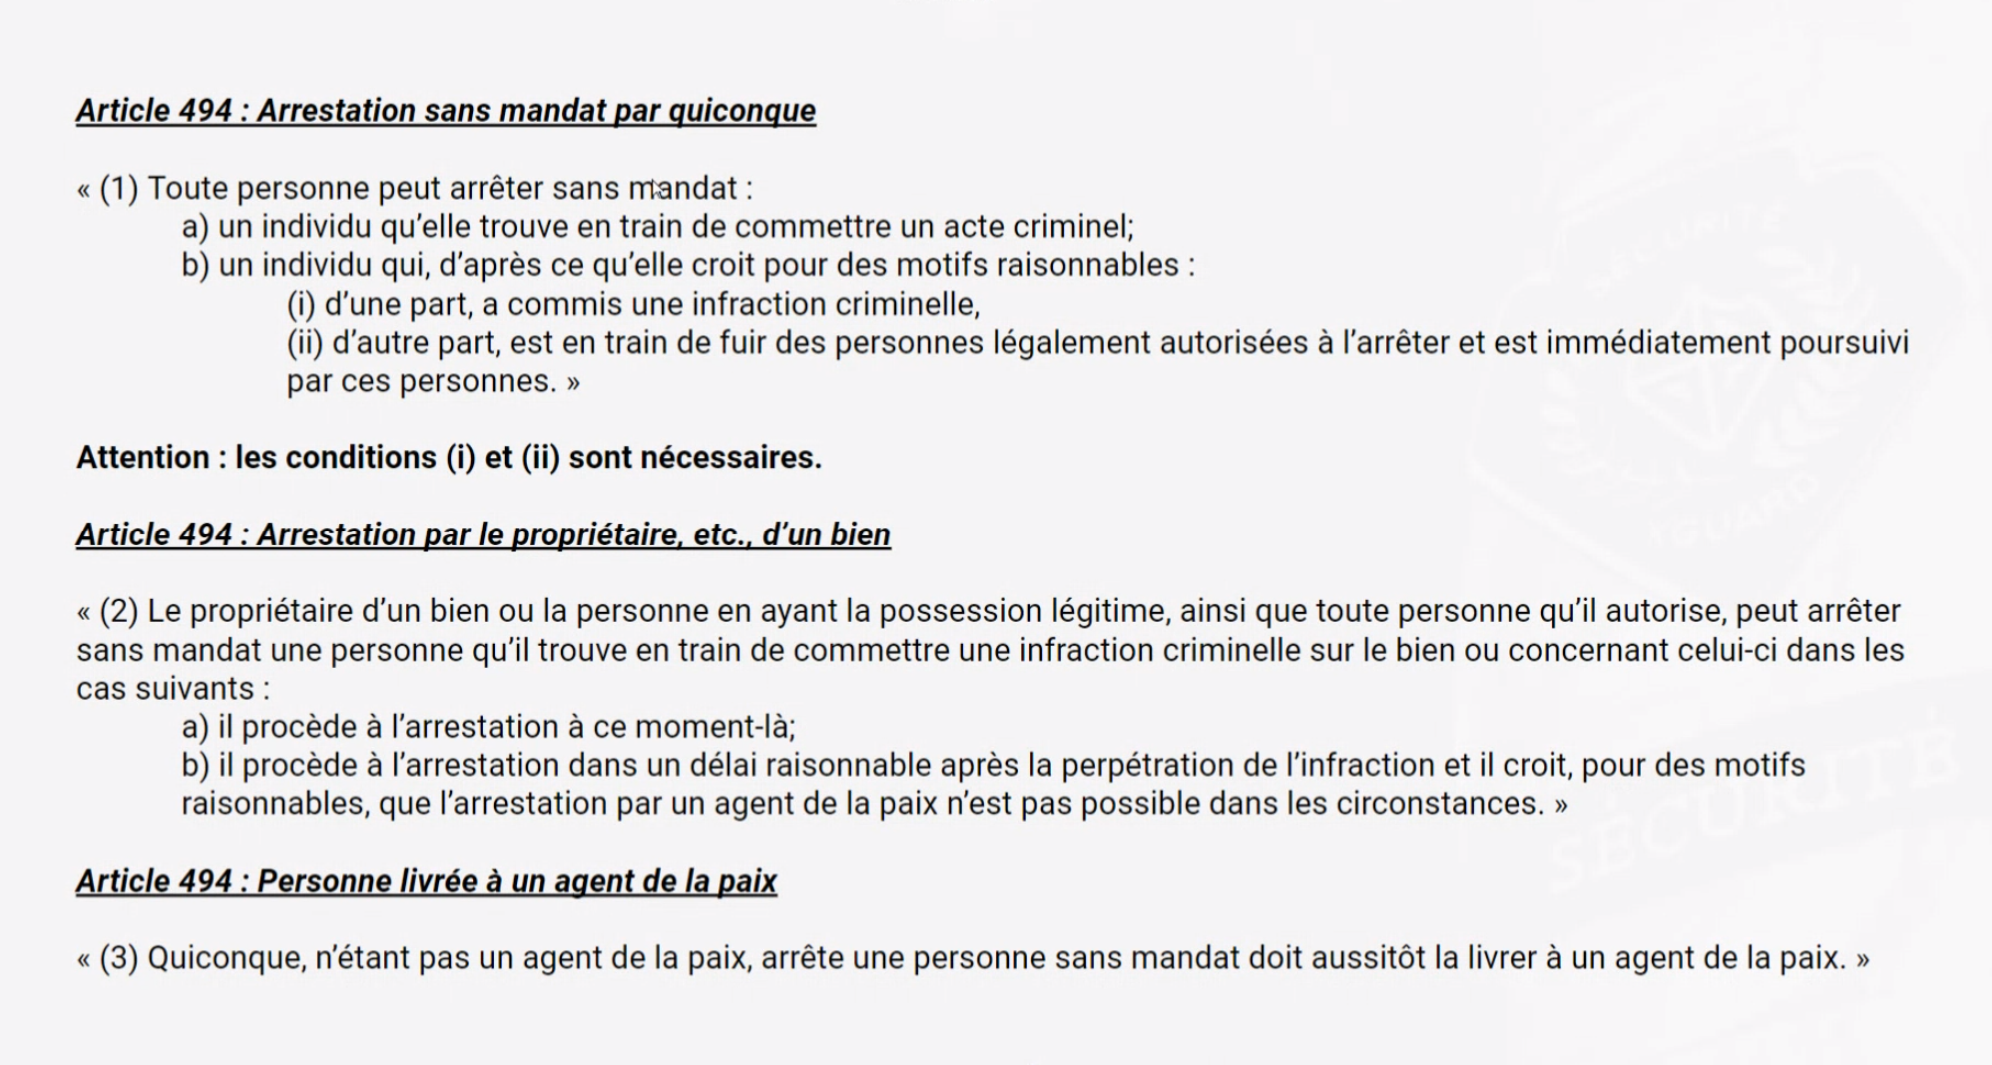 Article 494 : Arrestation sans mandat par quiconque
« (1) Toute personne peut arrêter sans mandat :
a) un individu qu’elle trouve en train de commettre un acte criminel;
b) un individu qui, d’après ce qu’elle croit pour des motifs raisonnables :
(i) d’une part, a commis une infraction criminelle,
(ii) d’autre part, est en train de fuir des personnes légalement autorisées à l’arrêter et est immédiatement poursuivi
par ces personnes. »
Attention : les conditions (i) et (ii) sont nécessaires.
Article 494 : Arrestation par le propriétaire, etc., d’un bien
« (2) Le propriétaire d’un bien ou la personne en ayant la possession légitime, ainsi que toute personne qu’il autorise, peut arrêter
sans mandat une personne qu’il trouve en train de commettre une infraction criminelle sur le bien ou concernant celui-ci dans les
cas suivants :
a) il procède à l’arrestation à ce moment-là;
b) il procède à l’arrestation dans un délai raisonnable après la perpétration de l’infraction et il croit, pour des motifs
raisonnables, que l’arrestation par un agent de la paix n’est pas possible dans les circonstances. »
Article 494 : Personne livrée à un agent de la paix
« (3) Quiconque, n’étant pas un agent de la paix, arrête une personne sans mandat doit aussitôt la livrer à un agent de la paix. »
SÉCURITÉ
SÉCURITÉ